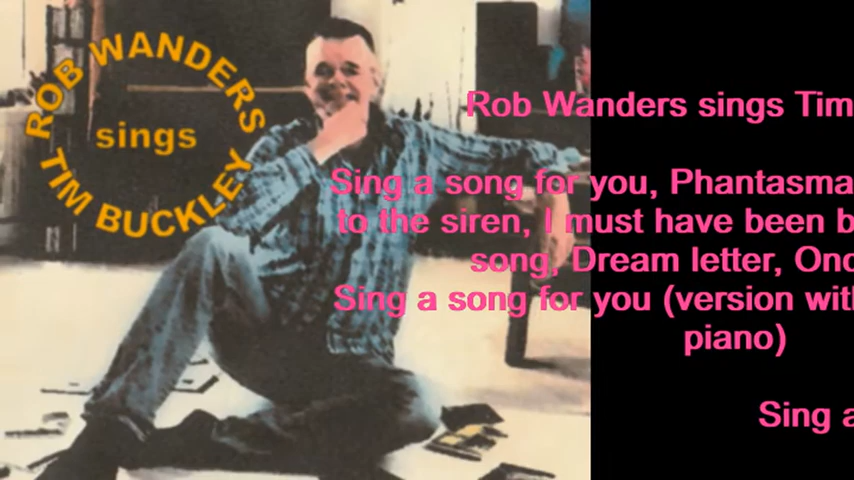 ROB WANDERS
sings
TIM BUCKLEY
Rob Wanders sings Tim
Sing a song for you, Phantasma
to the siren, I must have been b
song, Dream letter, Onc
Sing a song for you (version with
piano)
Sing a